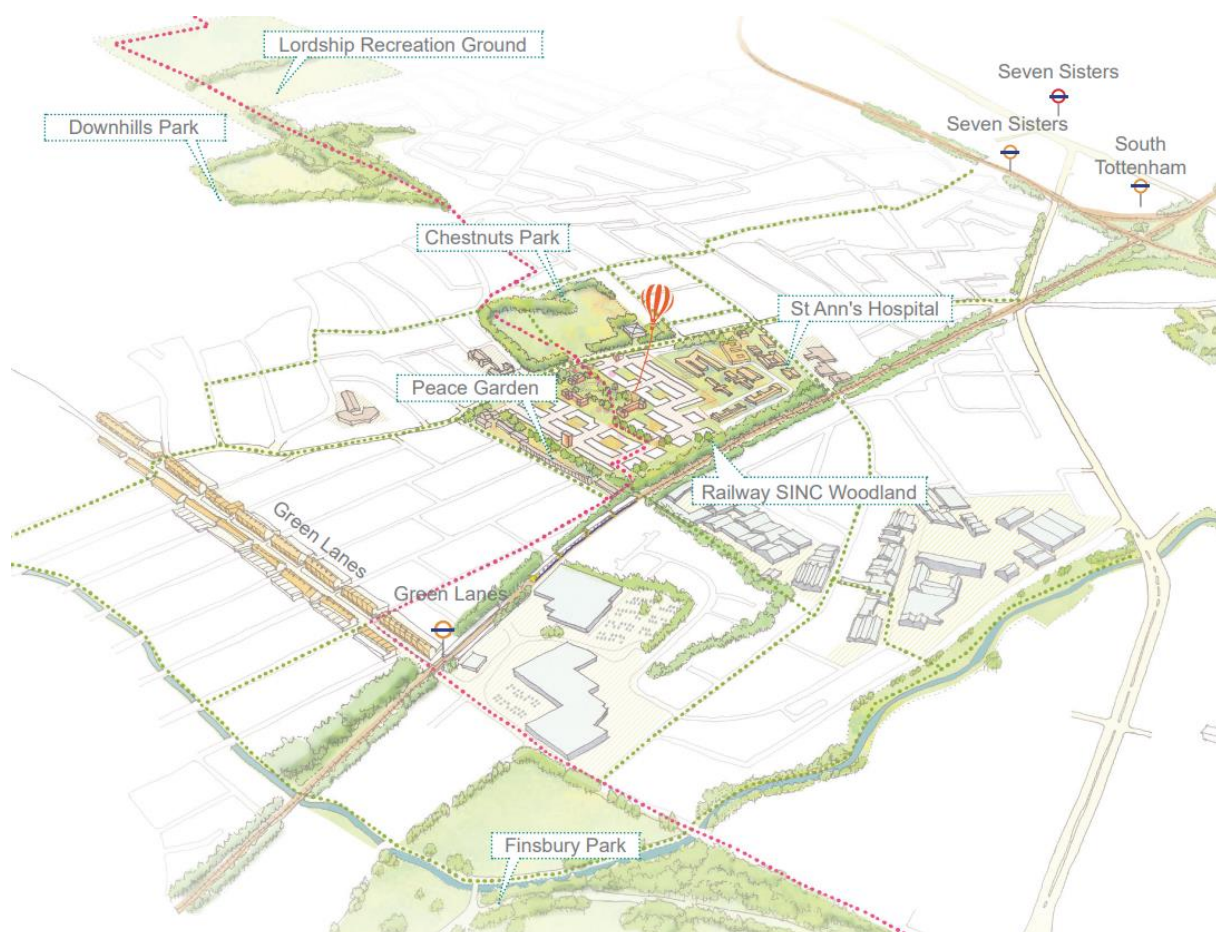 Lordship Recreation Ground
Seven Sisters
Downhills Park
Seven Sisters
South
Tottenham
Chestnuts Park
St Ann's Hospital
Peace Garden
Railway SINC Woodland
Green Lanes
Green Lanes
Finsbury Park